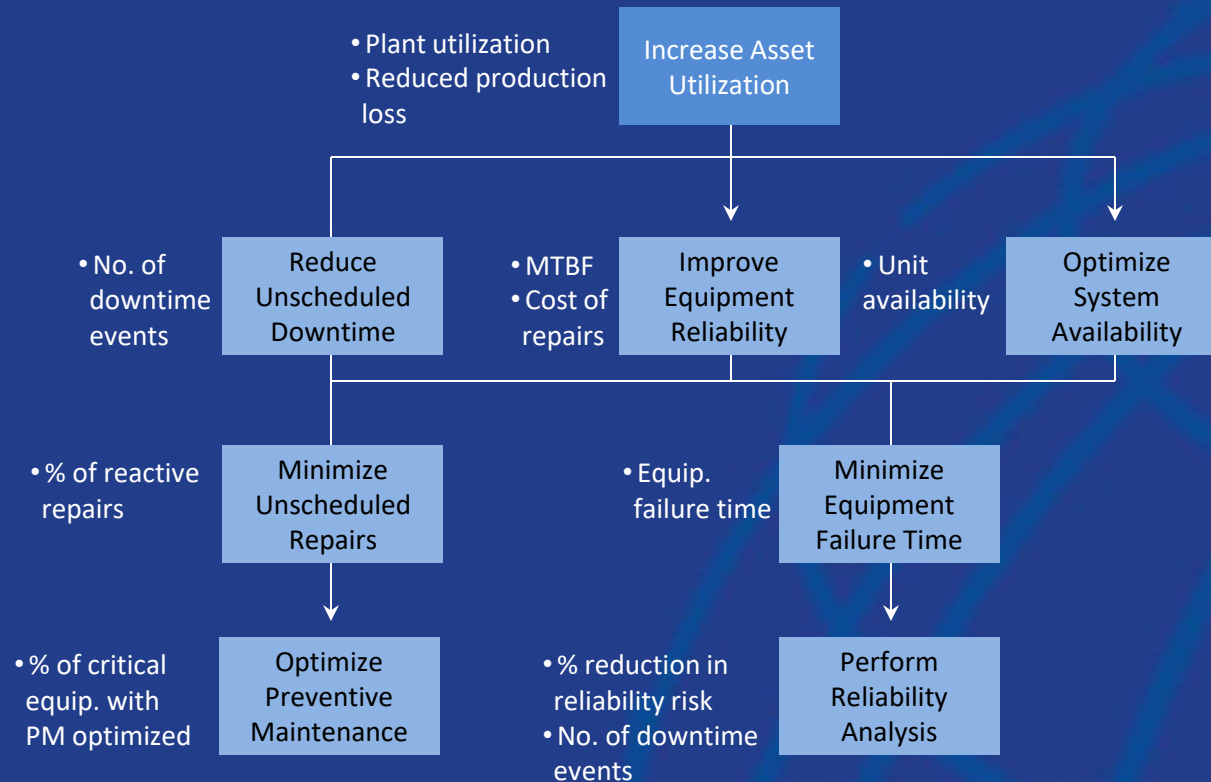 • Plant utilization
• Reduced production
loss
Increase Asset
Utilization
• No. of
downtime
events
Reduce
Unscheduled
Downtime
• MTBF
• Cost of
repairs
Improve
Equipment
Reliability
• Unit
availability
Optimize
System
Availability
• % of reactive
repairs
Minimize
Unscheduled
Repairs
• Equip.
failure time
Minimize
Equipment
Failure Time
• % of critical
equip. with
PM optimized
Optimize
Preventive
Maintenance
• % reduction in
reliability risk
• No. of downtime
events
Perform
Reliability
Analysis